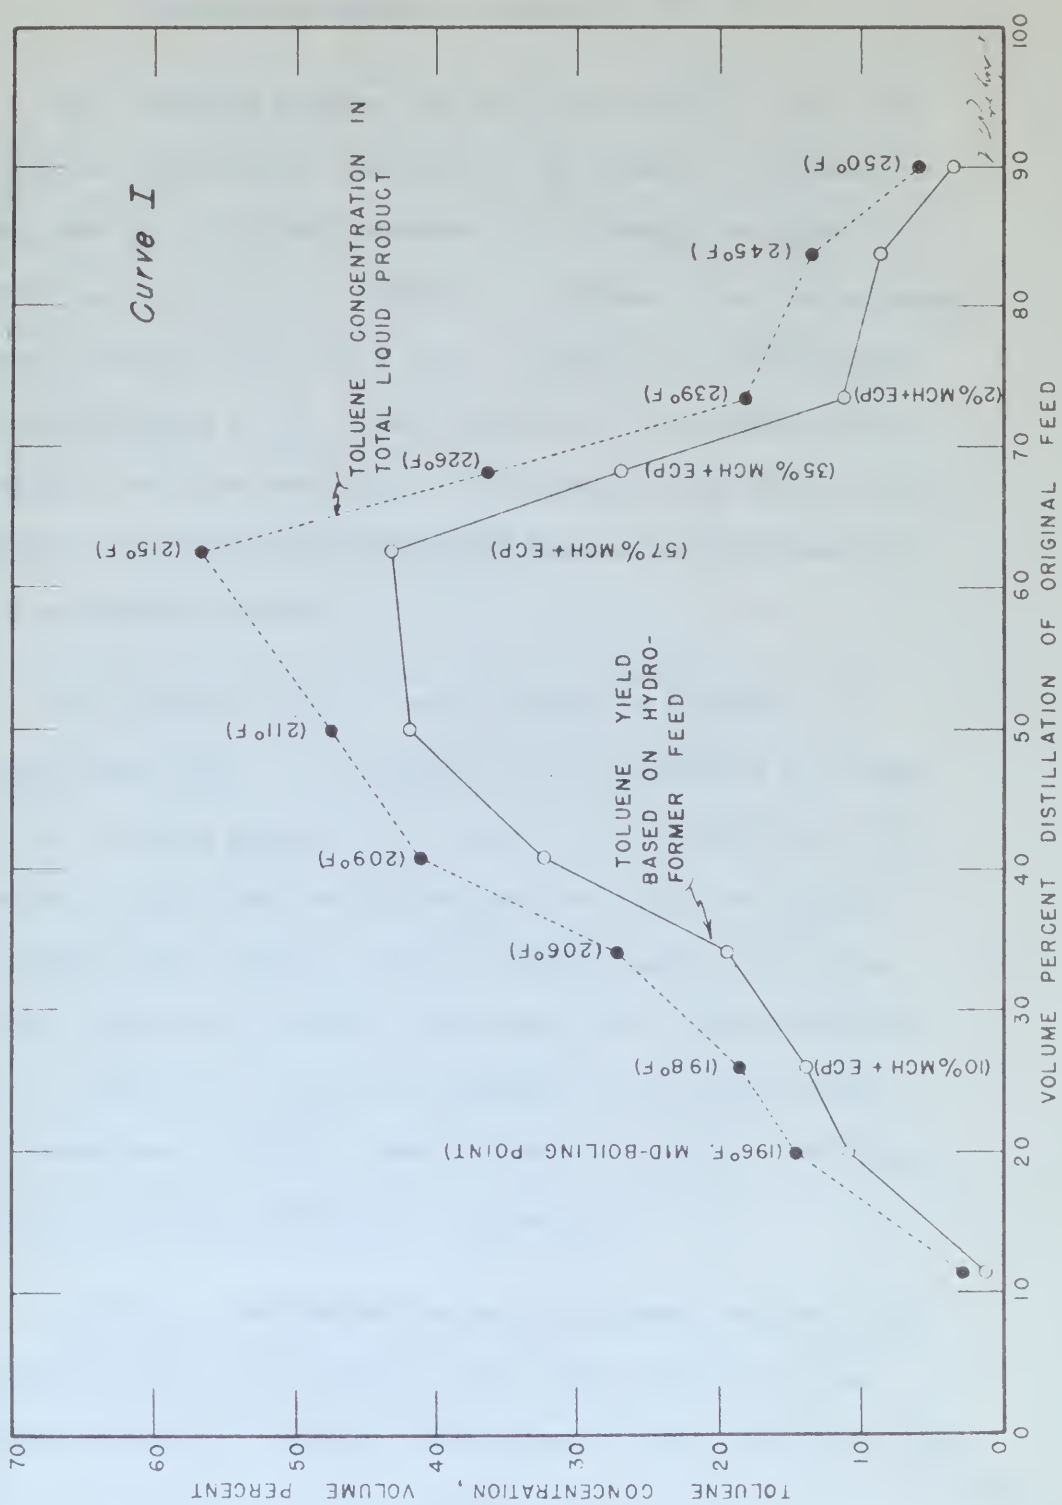 Curve I
TOLUENE CONCENTRATION IN
TOTAL LIQUID PRODUCT
TOLUENE YIELD
BASED ON HYDRO-
FORMER FEED
(196°F. MID-BOILING POINT)
(198°F)
(206°F)
(209°F)
(211°F)
(215°F)
(226°F)
(239°F)
(245°F)
(250°F)
(10% MCH + ECP)
(57% MCH + ECP)
(35% MCH + ECP)
(2% MCH+ECP)
TOLUENE CONCENTRATION, VOLUME PERCENT
70
60
50
40
30
20
10
0
0 10 20 30 40 50 60 70 80 90 100
VOLUME PERCENT DISTILLATION OF ORIGINAL FEED